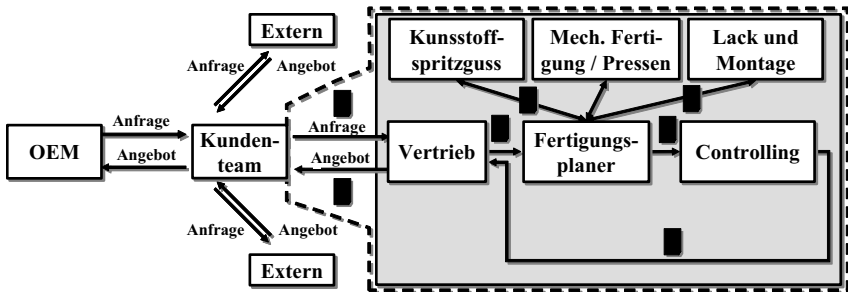 Extern
Anfrage
Angebot
OEM
Anfrage
Angebot
Kunden-
team
Anfrage
Angebot
Anfrage
Angebot
Extern
Kunsstoff-
spritzguss
Mech. Ferti-
gung / Pressen
Lack und
Montage
Vertrieb
Fertigungs-
planer
Controlling